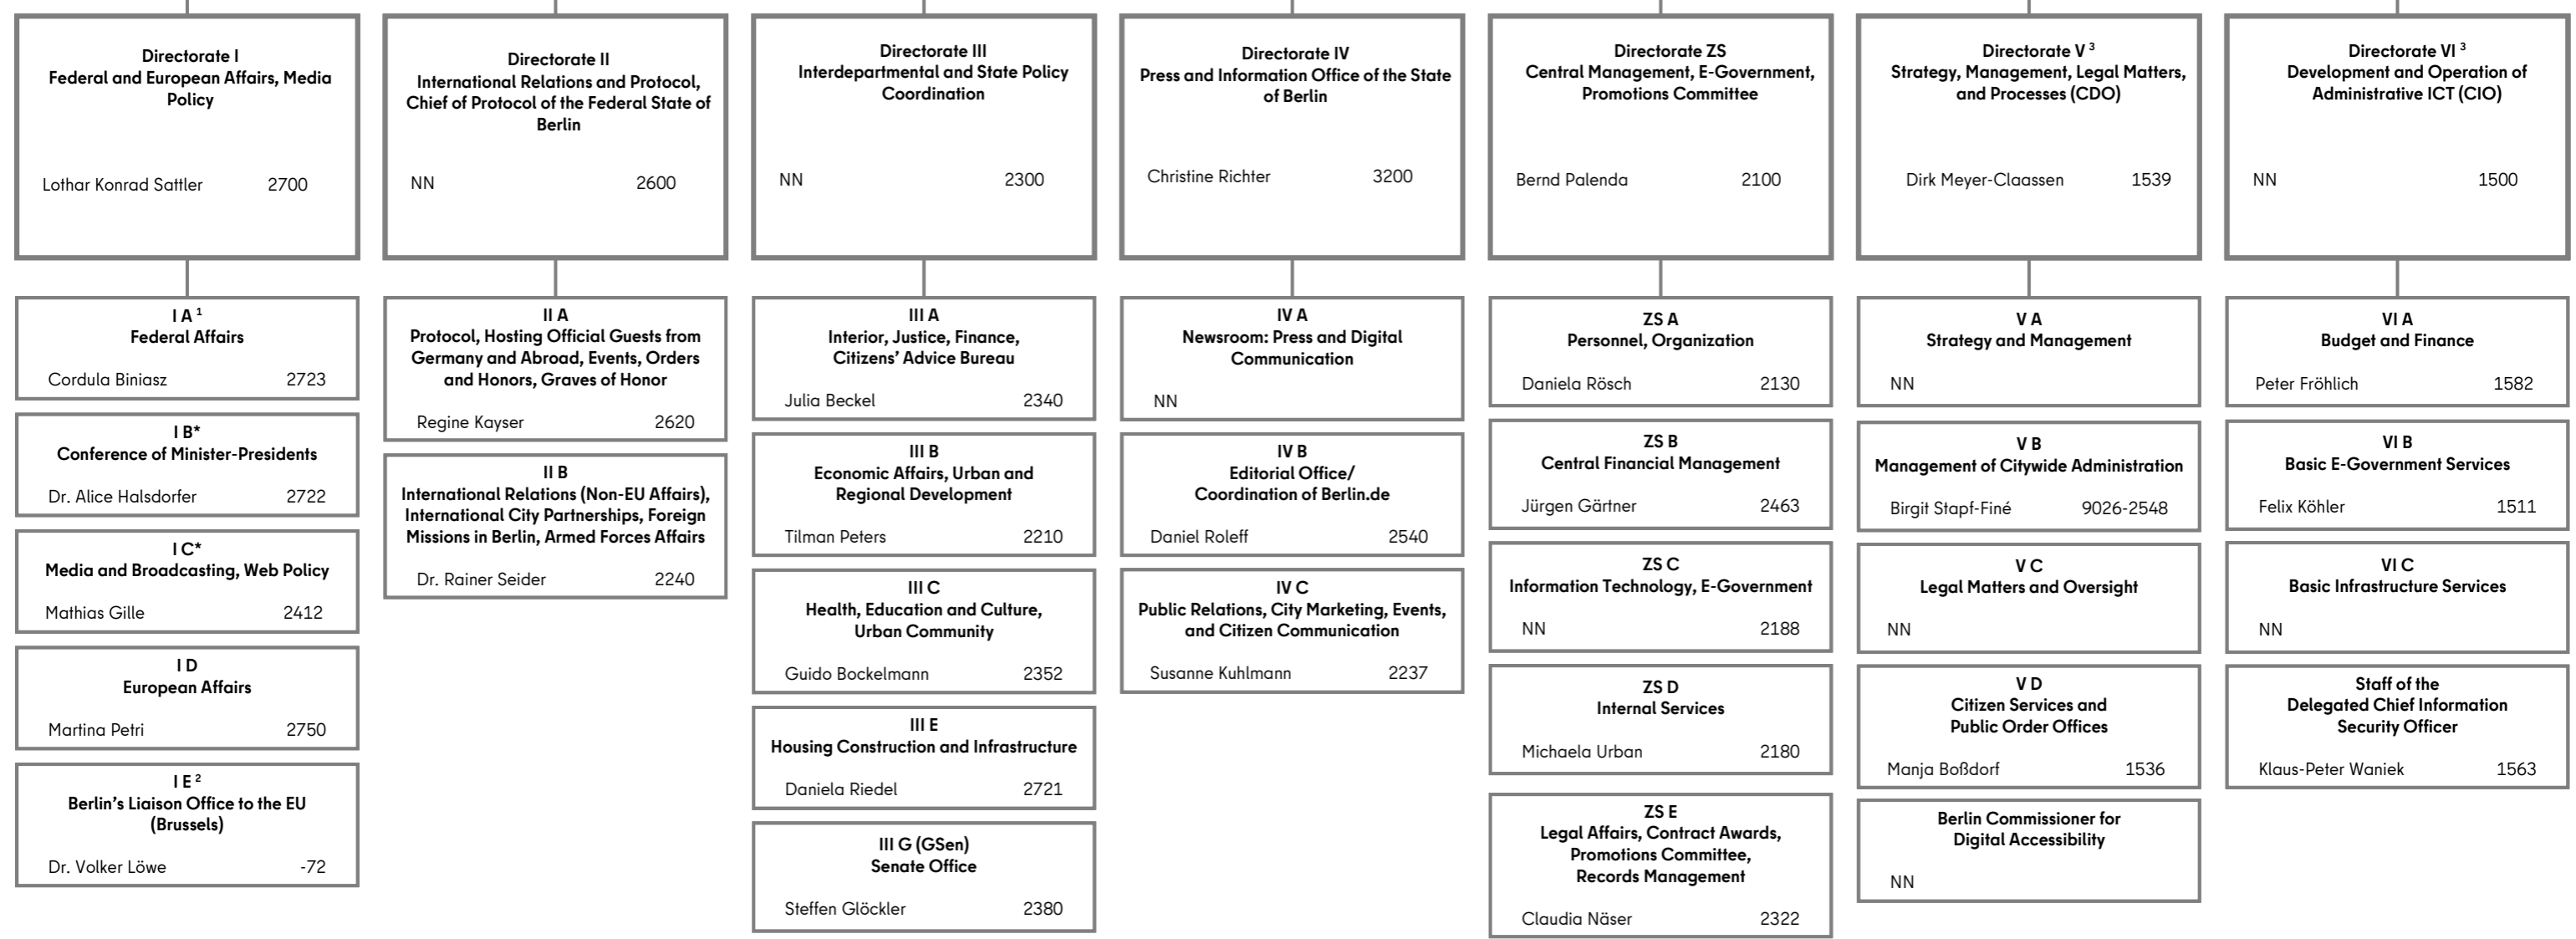 Directorate I
Federal and European Affairs, Media
Policy
Lothar Konrad Sattler 2700
I A ¹
Federal Affairs
Cordula Biniasz 2723
I B*
Conference of Minister-Presidents
Dr. Alice Halsdorfer 2722
I C*
Media and Broadcasting, Web Policy
Mathias Gille 2412
I D
European Affairs
Martina Petri 2750
I E ²
Berlin's Liaison Office to the EU
(Brussels)
Dr. Volker Löwe -72
Directorate II
International Relations and Protocol,
Chief of Protocol of the Federal State of
Berlin
NN 2600
II A
Protocol, Hosting Official Guests from
Germany and Abroad, Events, Orders
and Honors, Graves of Honor
Regine Kayser 2620
II B
International Relations (Non-EU Affairs),
International City Partnerships, Foreign
Missions in Berlin, Armed Forces Affairs
Dr. Rainer Seider 2240
Directorate III
Interdepartmental and State Policy
Coordination
NN 2300
III A
Interior, Justice, Finance,
Citizens' Advice Bureau
Julia Beckel 2340
III B
Economic Affairs, Urban and
Regional Development
Tilman Peters 2210
III C
Health, Education and Culture,
Urban Community
Guido Bockelmann 2352
III E
Housing Construction and Infrastructure
Daniela Riedel 2721
III G (GSen)
Senate Office
Steffen Glöckler 2380
Directorate IV
Press and Information Office of the State
of Berlin
Christine Richter 3200
IV A
Newsroom: Press and Digital
Communication
NN
IV B
Editorial Office/
Coordination of Berlin.de
Daniel Roleff 2540
IV C
Public Relations, City Marketing, Events,
and Citizen Communication
Susanne Kuhlmann 2237
Directorate ZS
Central Management, E-Government,
Promotions Committee
Bernd Palenda 2100
ZS A
Personnel, Organization
Daniela Rösch 2130
ZS B
Central Financial Management
Jürgen Gärtner 2463
ZS C
Information Technology, E-Government
NN 2188
ZS D
Internal Services
Michaela Urban 2180
ZS E
Legal Affairs, Contract Awards,
Promotions Committee,
Records Management
Claudia Näser 2322
Directorate V ³
Strategy, Management, Legal Matters,
and Processes (CDO)
Dirk Meyer-Claassen 1539
V A
Strategy and Management
NN
V B
Management of Citywide Administration
Birgit Stapf-Finé 9026-2548
V C
Legal Matters and Oversight
NN
V D
Citizen Services and
Public Order Offices
Manja Boßdorf 1536
Berlin Commissioner for
Digital Accessibility
NN
Directorate VI ³
Development and Operation of
Administrative ICT (CIO)
NN 1500
VI A
Budget and Finance
Peter Fröhlich 1582
VI B
Basic E-Government Services
Felix Köhler 1511
VI C
Basic Infrastructure Services
NN
Staff of the
Delegated Chief Information
Security Officer
Klaus-Peter Waniek 1563